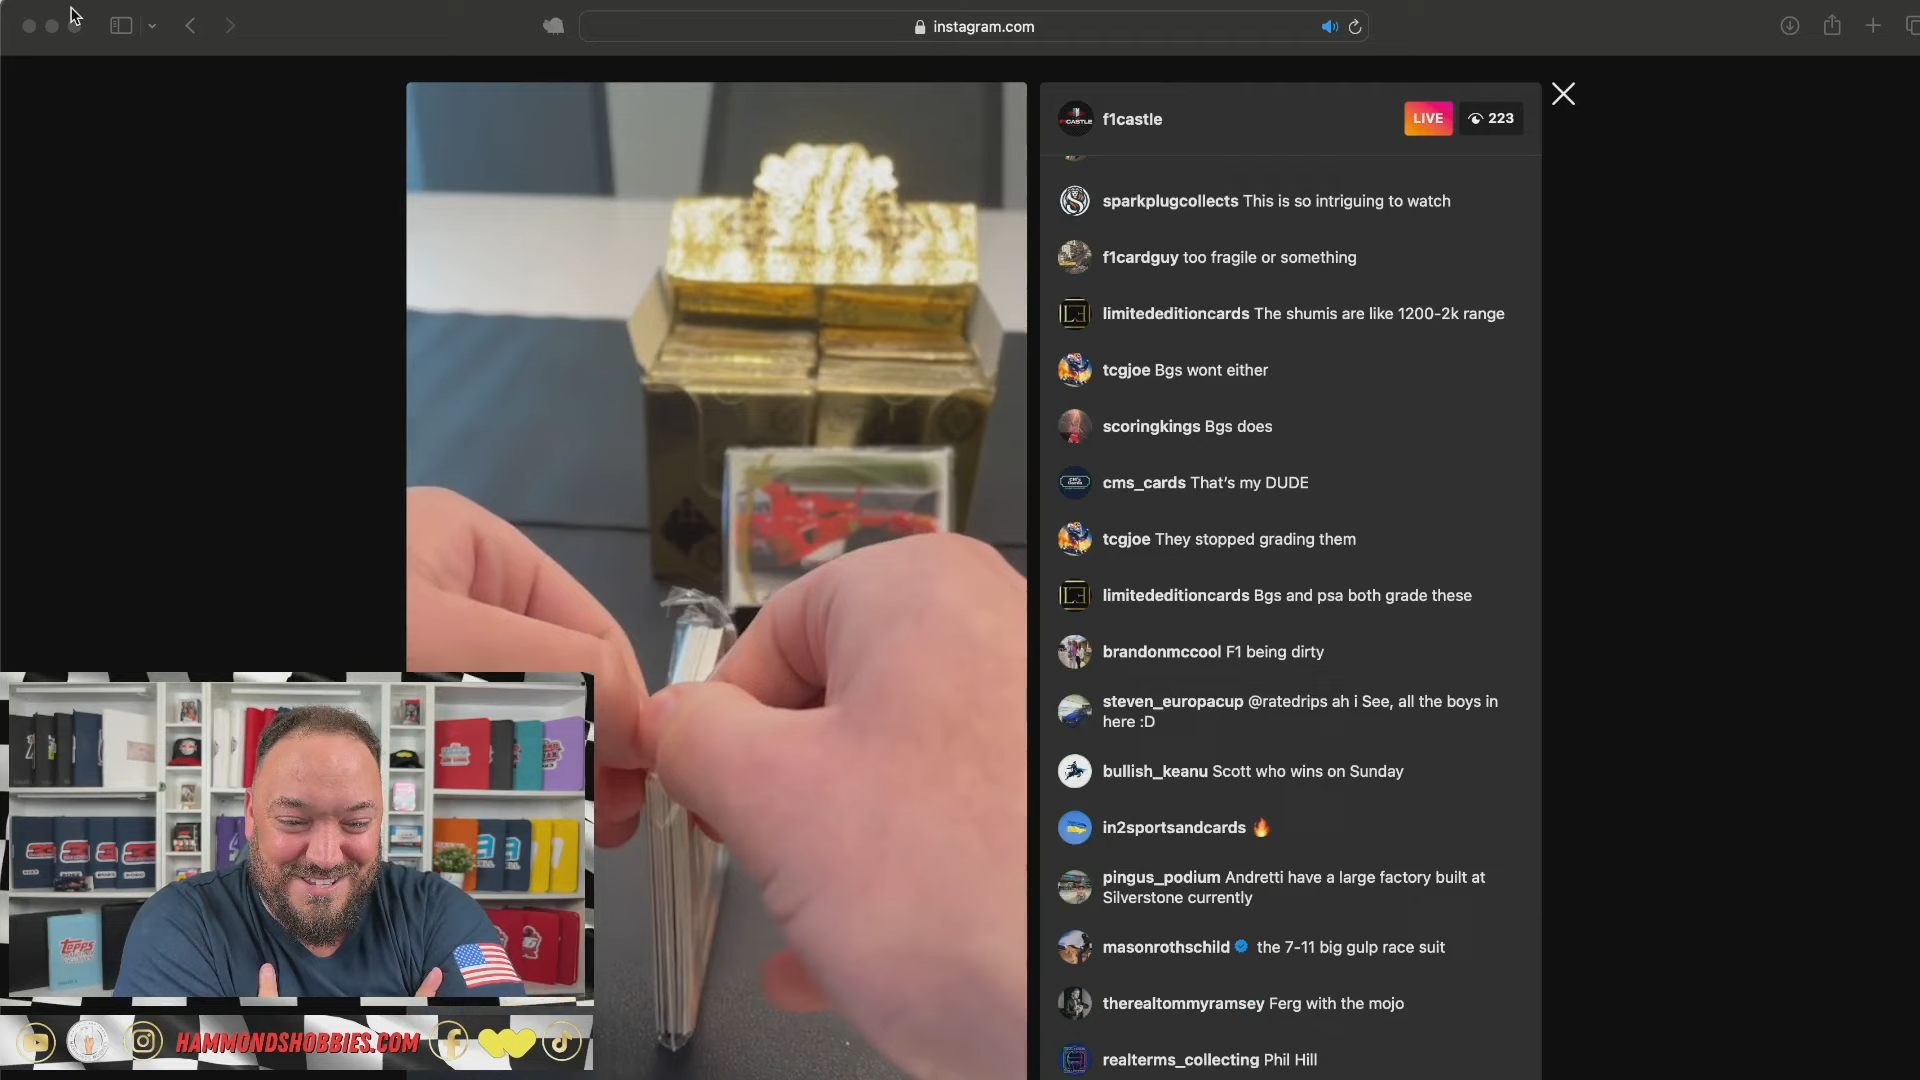 instagram.com
f1castle
LIVE
223
sparkplugcollects This is so intriguing to watch
f1cardguy too fragile or something
limitededitioncards The shumis are like 1200-2k range
tcgjoe Bgs wont either
scoringkings Bgs does
cms_cards That's my DUDE
tcgjoe They stopped grading them
limitededitioncards Bgs and psa both grade these
brandonmccool F1 being dirty
steven_europacup @ratedrips ah i See, all the boys in
here :D
bullish_keanu Scott who wins on Sunday
in2sportsandcards 🔥
pingus_podium Andretti have a large factory built at
Silverstone currently
masonrothschild the 7-11 big gulp race suit
therealtommyramsey Ferg with the mojo
realterms_collecting Phil Hill
topps
HAMMONDSHOBBIES.COM